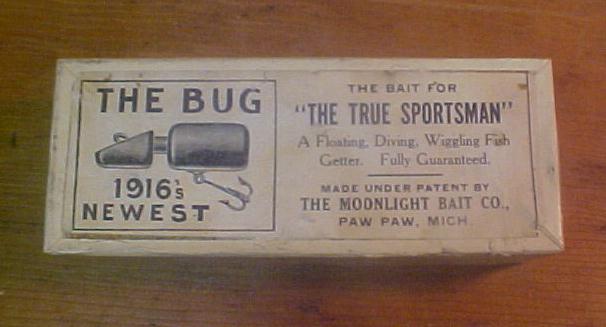 THE BUG
1916's
NEWEST
THE BAIT FOR
"THE TRUE SPORTSMAN"
A Floating, Diving, Wiggling Fish
Getter. Fully Guaranteed.
MADE UNDER PATENT BY
THE MOONLIGHT BAIT CO.,
PAW PAW, MICH.